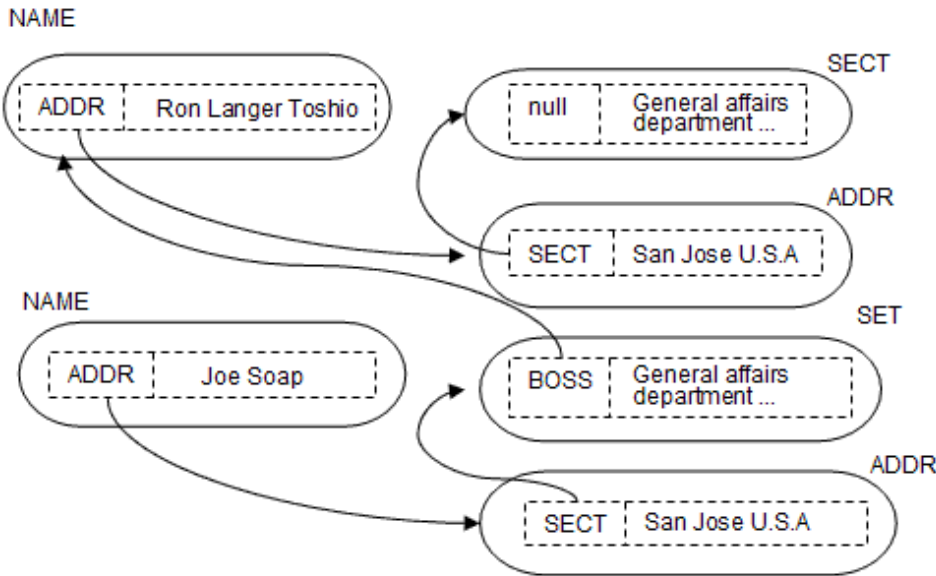 NAME
ADDR Ron Langer Toshio
SECT
null General affairs
department ...
ADDR
SECT San Jose U.S.A
NAME
ADDR Joe Soap
SET
BOSS General affairs
department ...
ADDR
SECT San Jose U.S.A